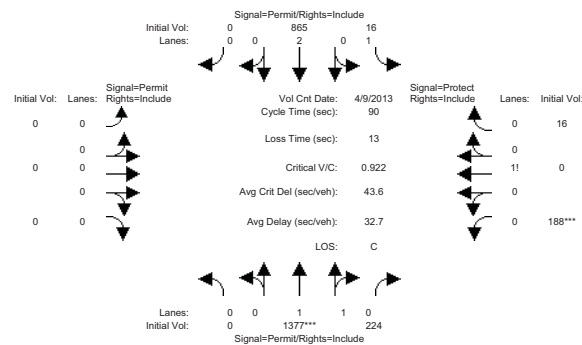 Signal=Permit/Rights=Include
Initial Vol: 0 865 16
Lanes: 0 0 2 0 1
Signal=Permit
Initial Vol: Lanes: Rights=Include
Vol Cnt Date: 4/9/2013
Signal=Protect
Rights=Include Lanes: Initial Vol:
Cycle Time (sec): 90
0 0
0 16
Loss Time (sec): 13
0
0
0 0
Critical V/C: 0.922
1! 0
0
Avg Crit Del (sec/veh): 43.6
0
0 0
Avg Delay (sec/veh): 32.7
0 188***
LOS: C
Lanes: 0 0 1 1 0
Initial Vol: 0 1377*** 224
Signal=Permit/Rights=Include